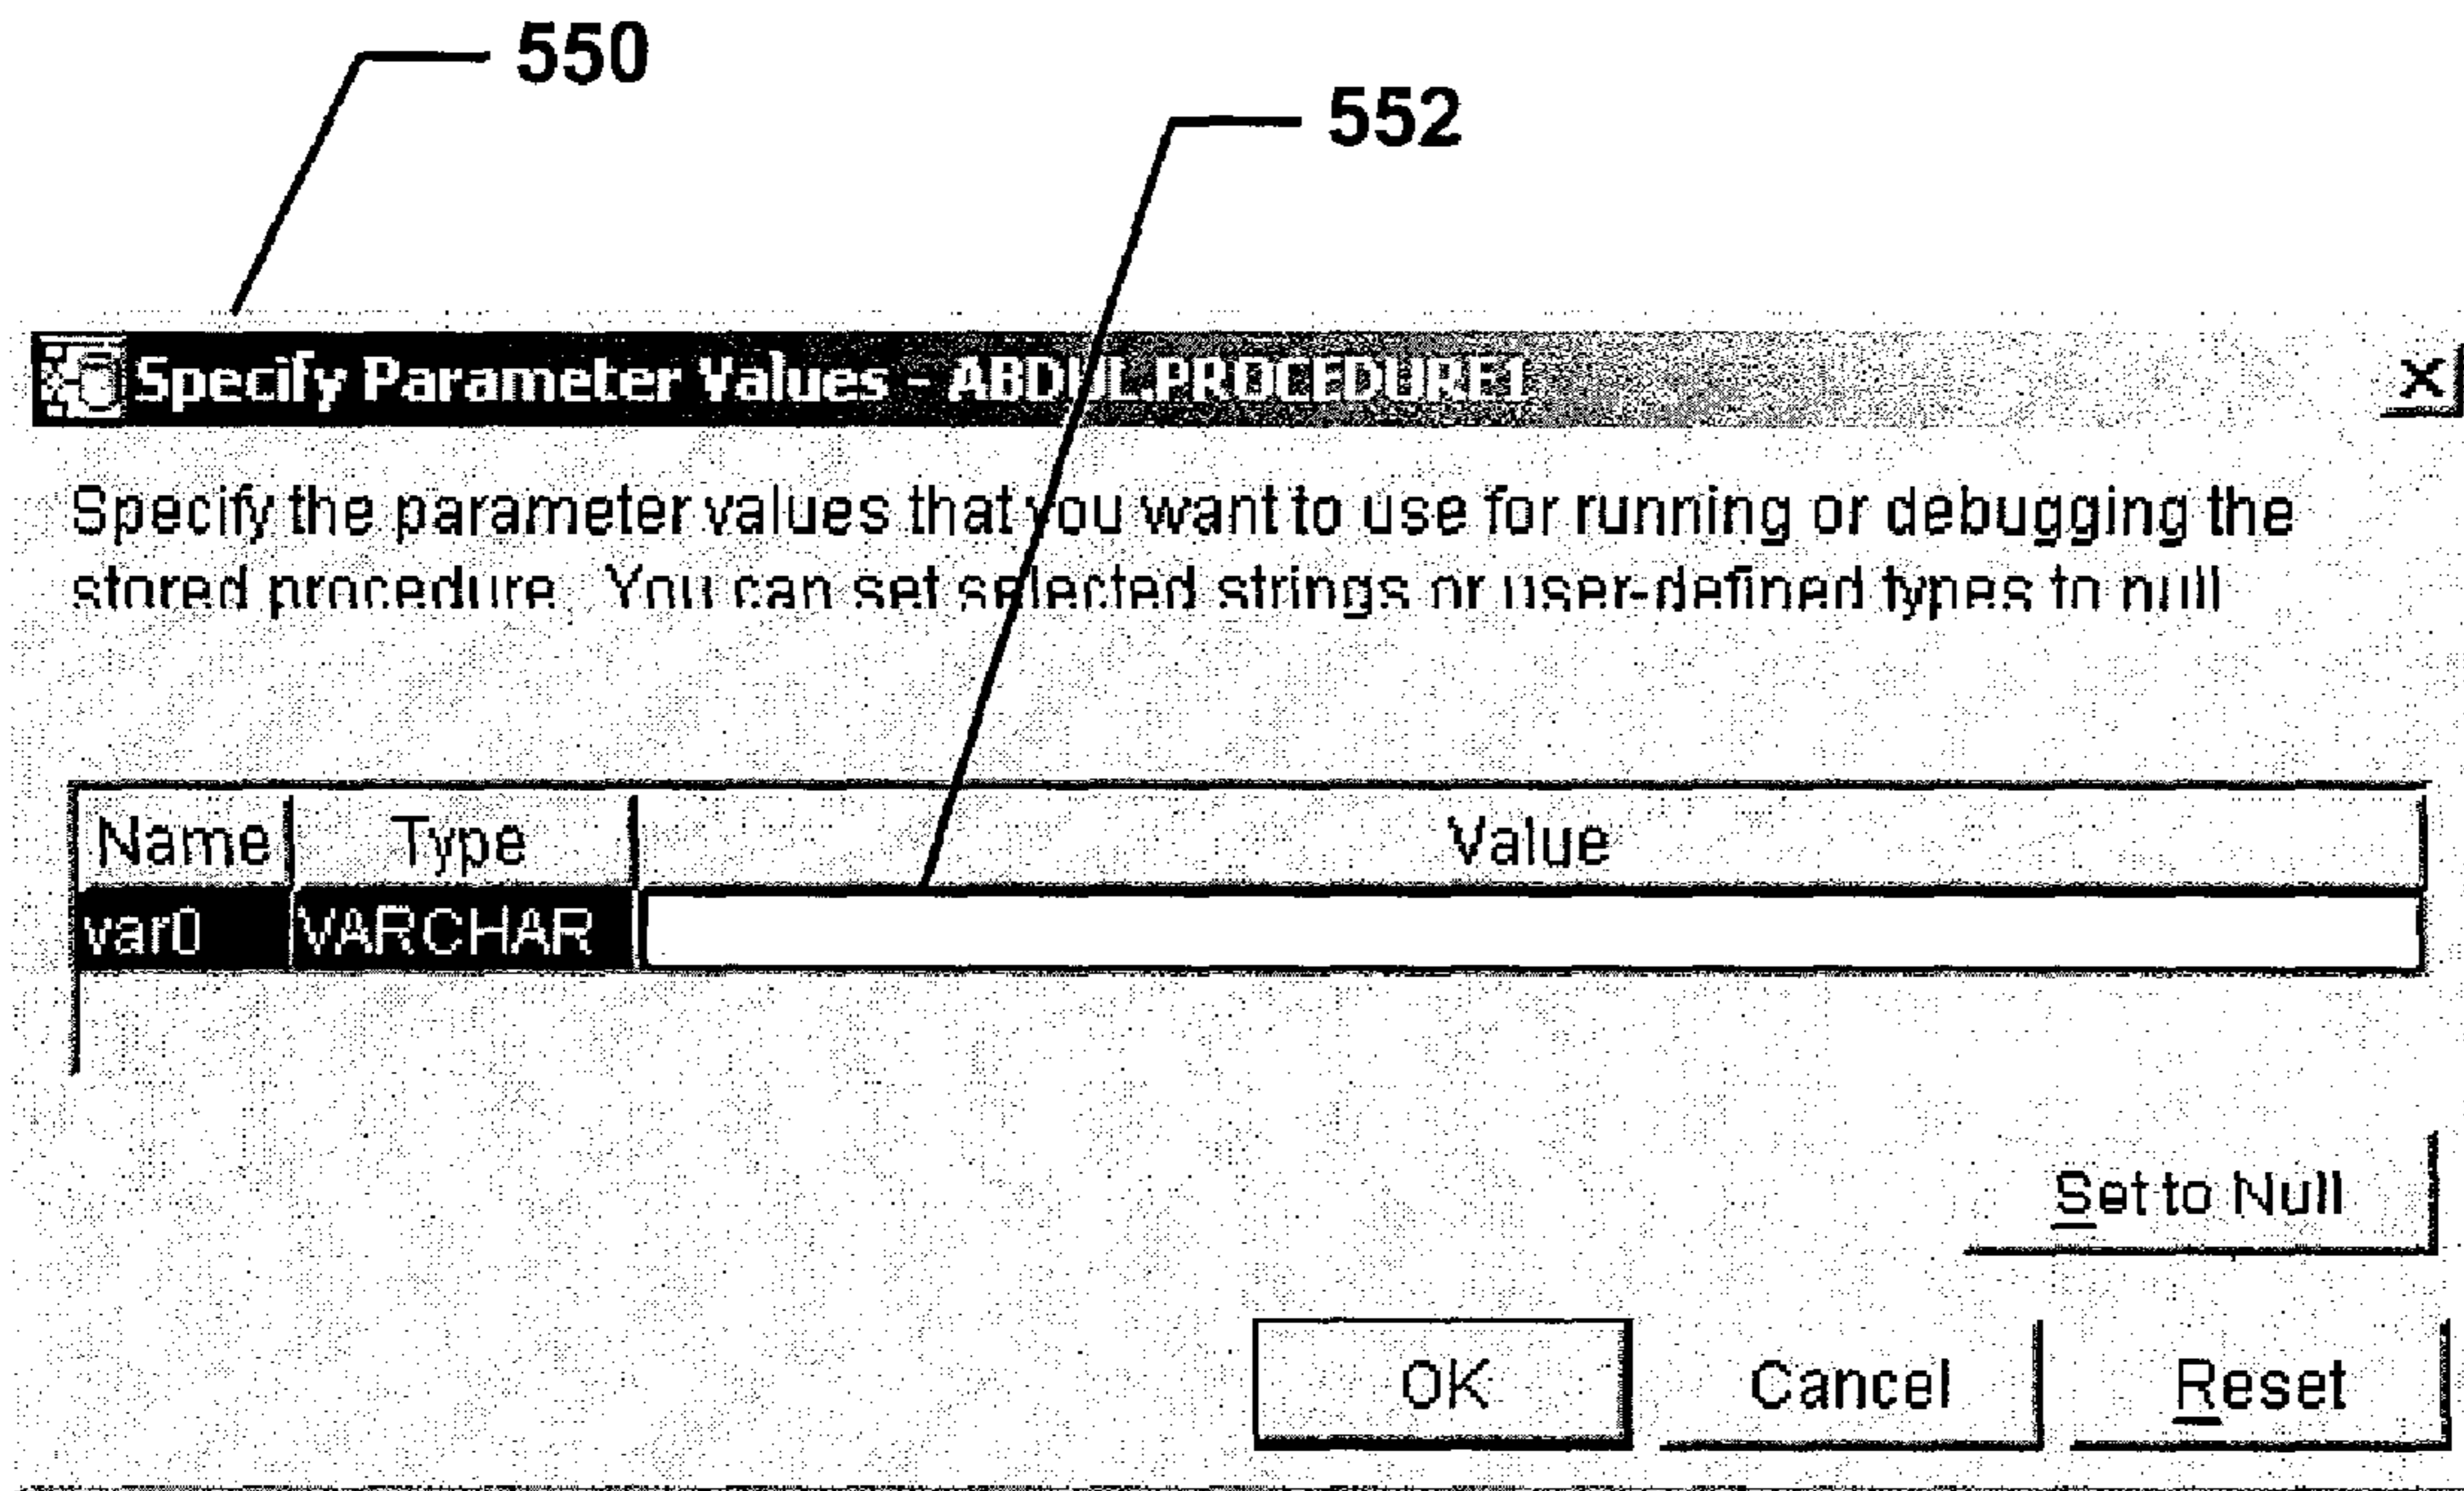 550
552
Specify Parameter Values - ABDUL.PROCEDURE1
X
Specify the parameter values that you want to use for running or debugging the
stored procedure. You can set selected strings or user-defined types to null
Name Type Value
var0 VARCHAR
Set to Null
OK Cancel Reset